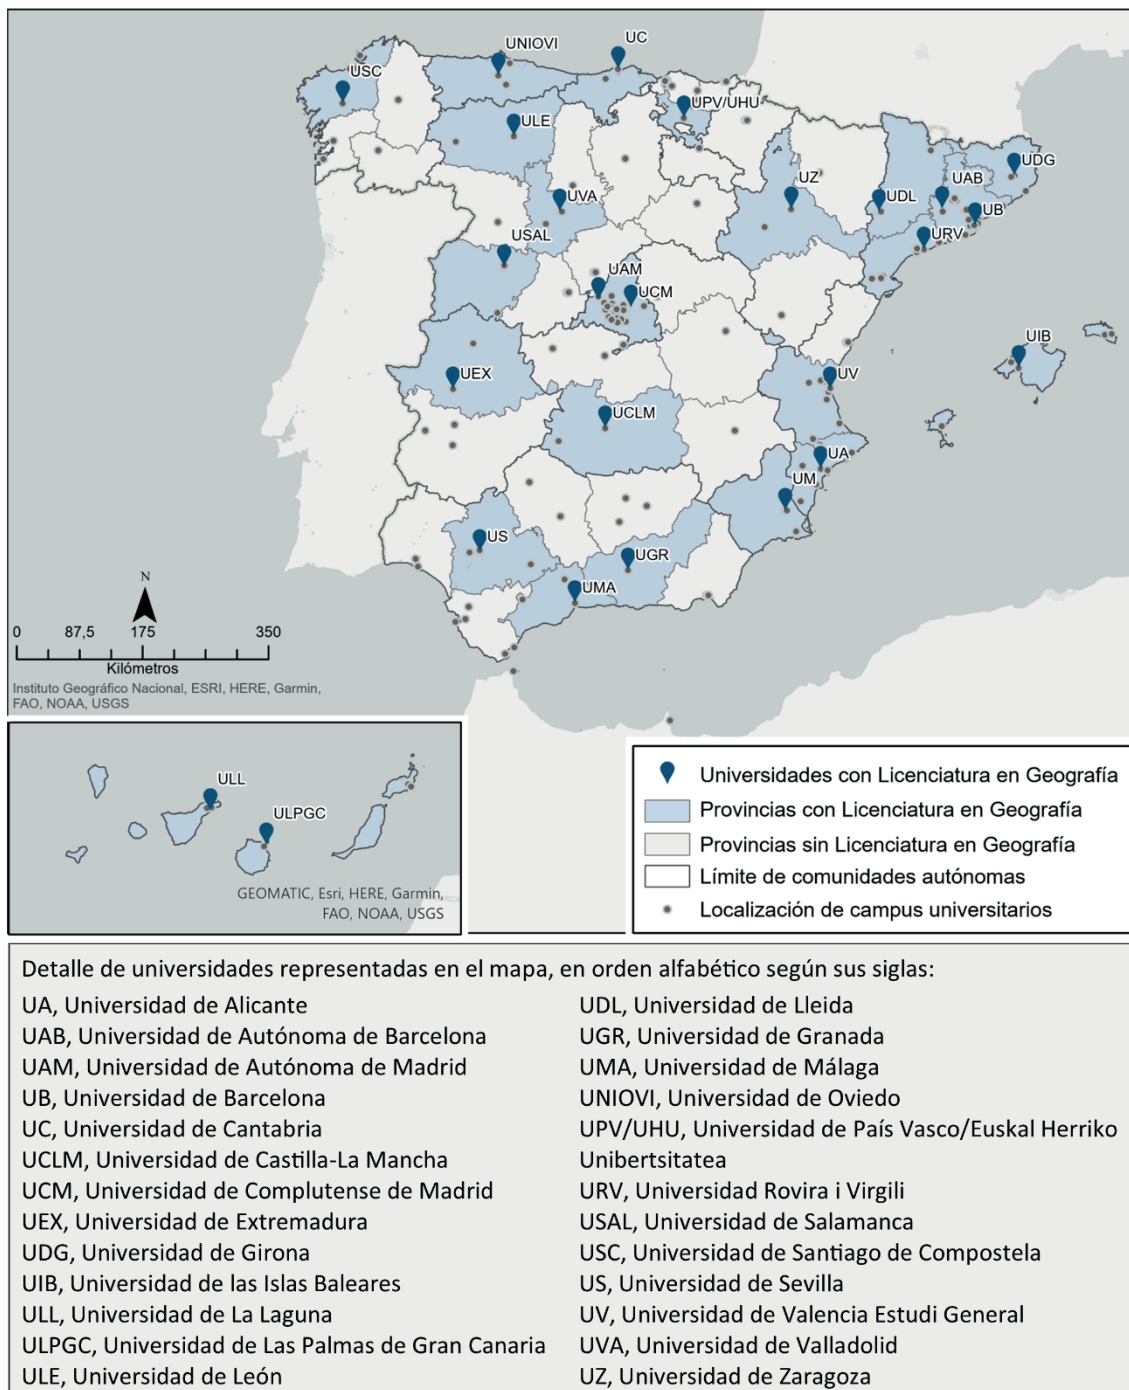 UNIOVI
UC
USC
UPV/UHU
ULE
UDG
UZ
UAB
UVA
UDL
UB
USAL
URV
UAM
UCM
UIB
UEX
UV
UCLM
UA
UM
US
UGR
UMA
N
0 87,5 175 350
Kilómetros
Instituto Geográfico Nacional, ESRI, HERE, Garmin,
FAO, NOAA, USGS
ULL
ULPGC
GEOMATIC, Esri, HERE, Garmin,
FAO, NOAA, USGS
Universidades con Licenciatura en Geografía
Provincias con Licenciatura en Geografía
Provincias sin Licenciatura en Geografía
Límite de comunidades autónomas
Localización de campus universitarios
Detalle de universidades representadas en el mapa, en orden alfabético según sus siglas:
UA, Universidad de Alicante
UAB, Universidad de Autónoma de Barcelona
UAM, Universidad de Autónoma de Madrid
UB, Universidad de Barcelona
UC, Universidad de Cantabria
UCLM, Universidad de Castilla-La Mancha
UCM, Universidad de Complutense de Madrid
UEX, Universidad de Extremadura
UDG, Universidad de Girona
UIB, Universidad de las Islas Baleares
ULL, Universidad de La Laguna
ULPGC, Universidad de Las Palmas de Gran Canaria
ULE, Universidad de León
UDL, Universidad de Lleida
UGR, Universidad de Granada
UMA, Universidad de Málaga
UNIOVI, Universidad de Oviedo
UPV/UHU, Universidad de País Vasco/Euskal Herriko
Unibertsitatea
URV, Universidad Rovira i Virgili
USAL, Universidad de Salamanca
USC, Universidad de Santiago de Compostela
US, Universidad de Sevilla
UV, Universidad de Valencia Estudi General
UVA, Universidad de Valladolid
UZ, Universidad de Zaragoza